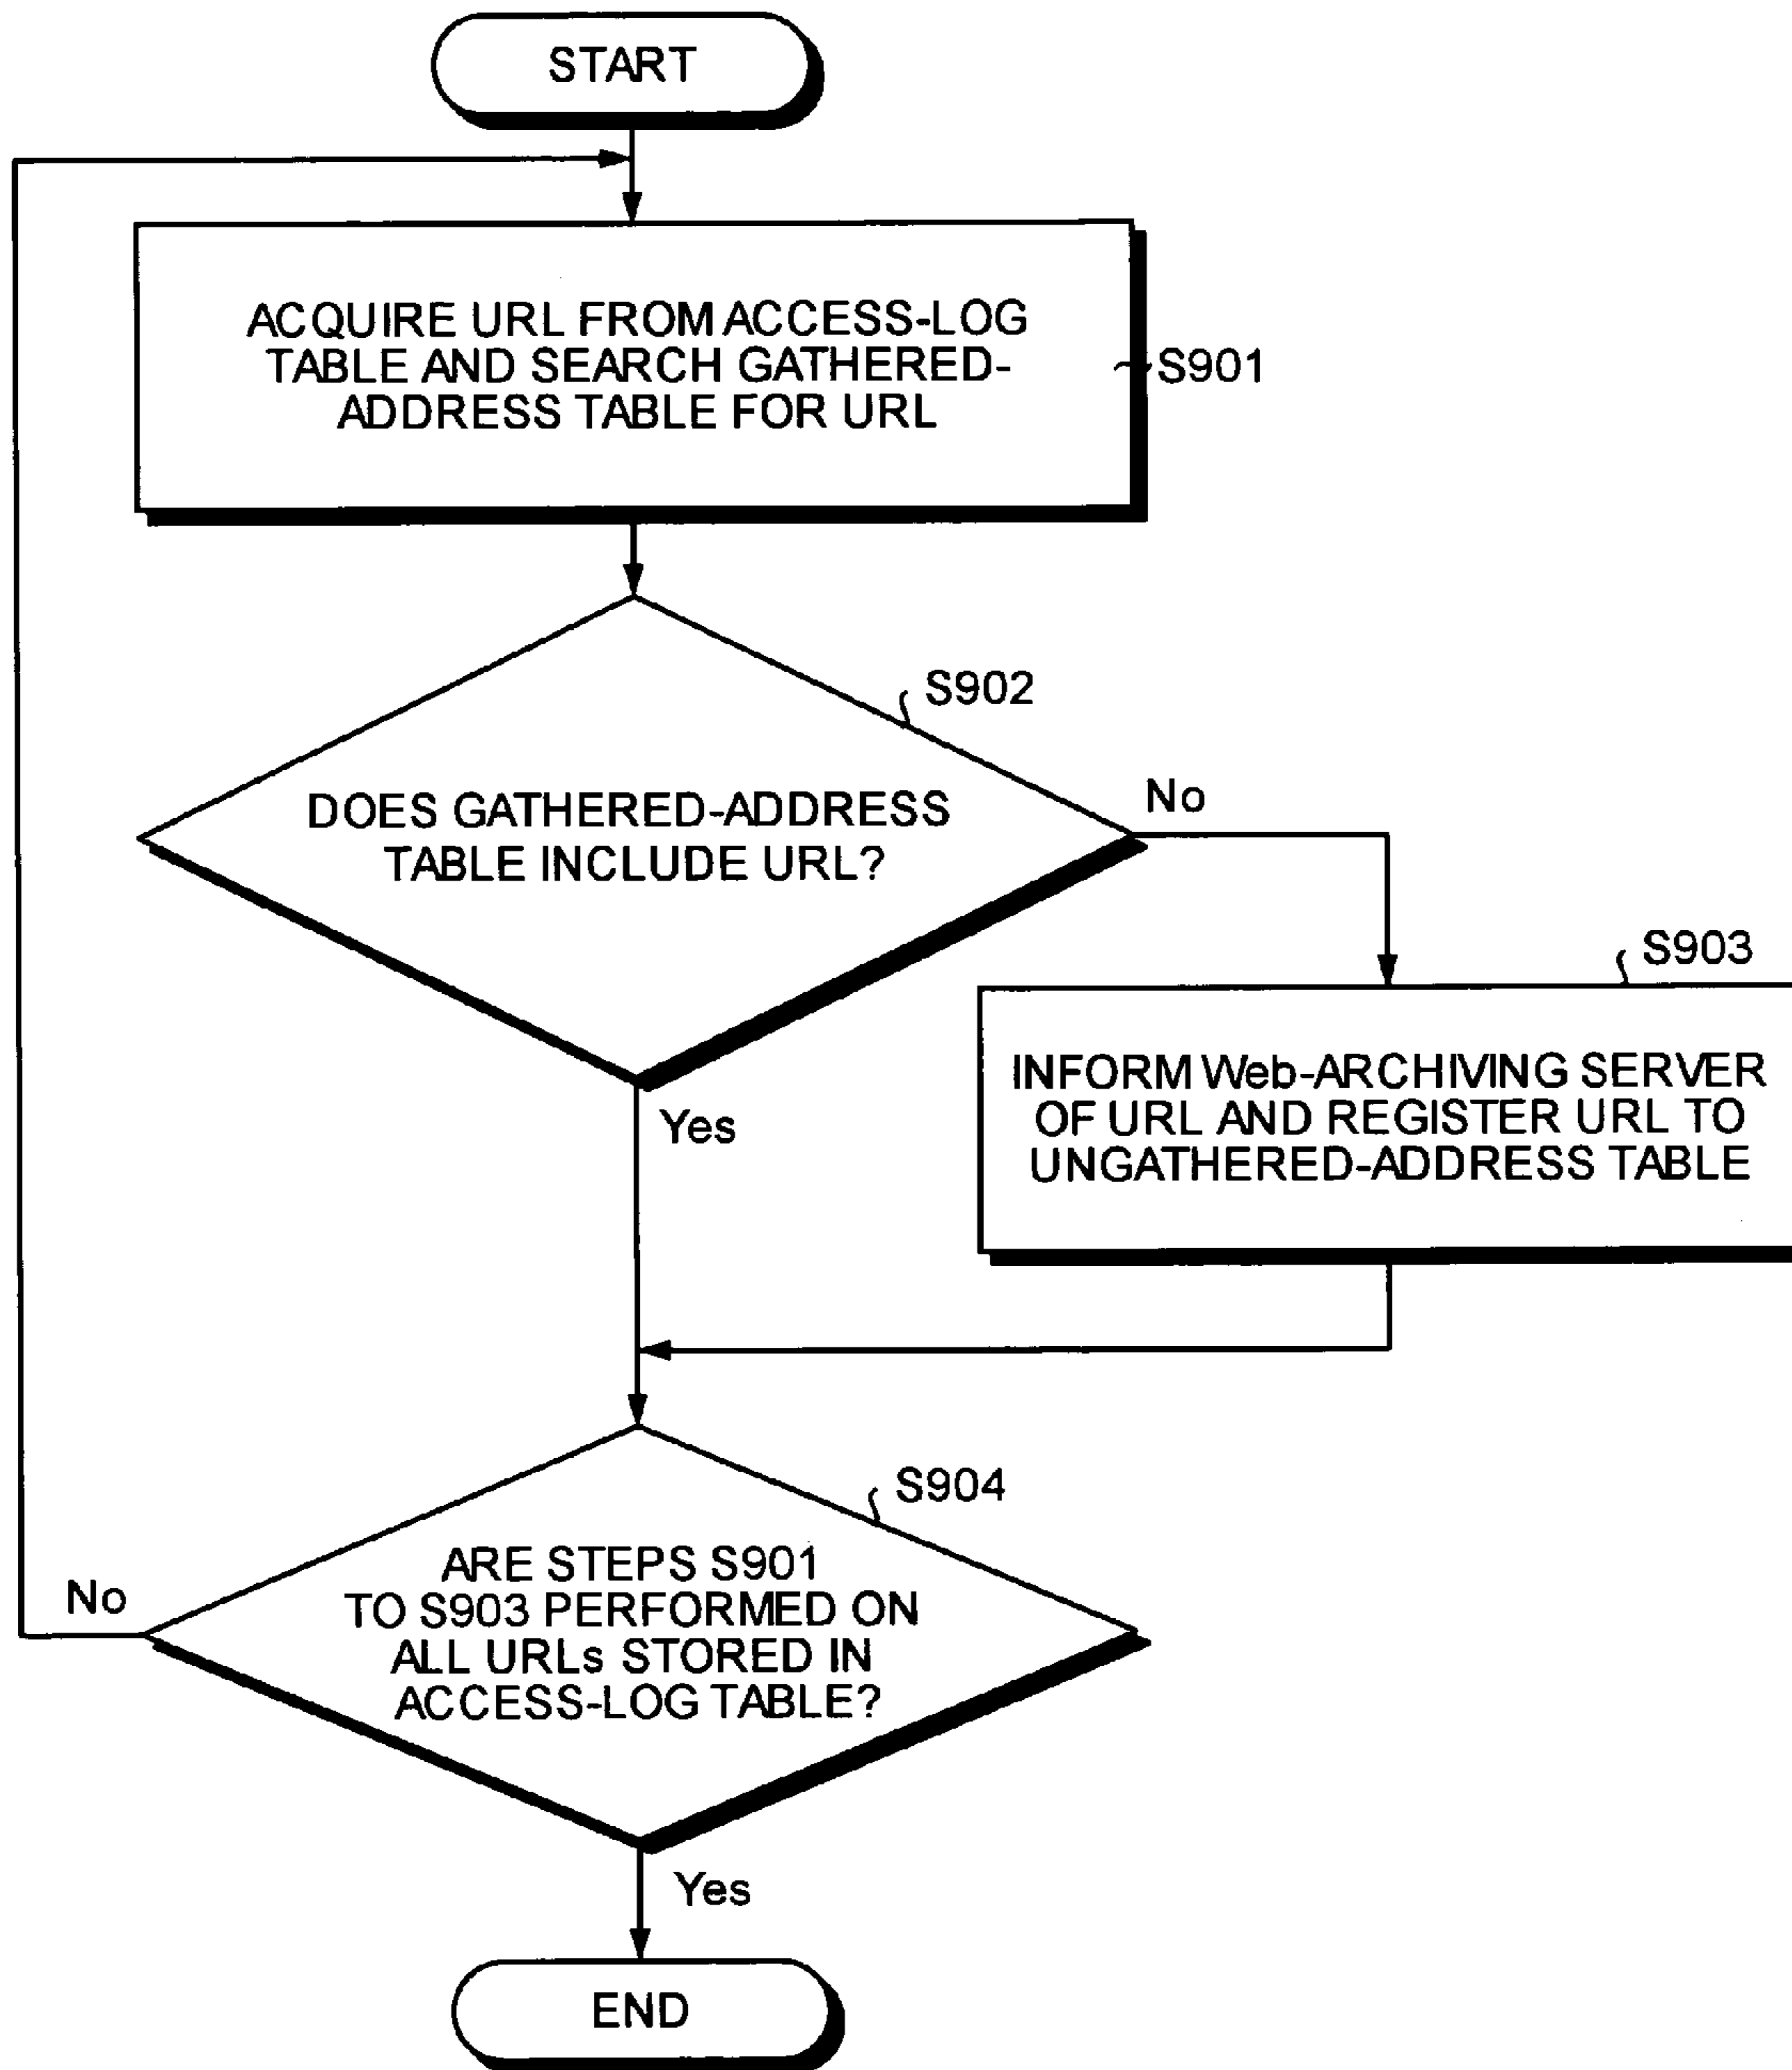 START
ACQUIRE URL FROM ACCESS-LOG
TABLE AND SEARCH GATHERED-
ADDRESS TABLE FOR URL
S901
S902
DOES GATHERED-ADDRESS
TABLE INCLUDE URL?
No
Yes
S903
INFORM Web-ARCHIVING SERVER
OF URL AND REGISTER URL TO
UNGATHERED-ADDRESS TABLE
S904
ARE STEPS S901
TO S903 PERFORMED ON
ALL URLs STORED IN
ACCESS-LOG TABLE?
No
Yes
END